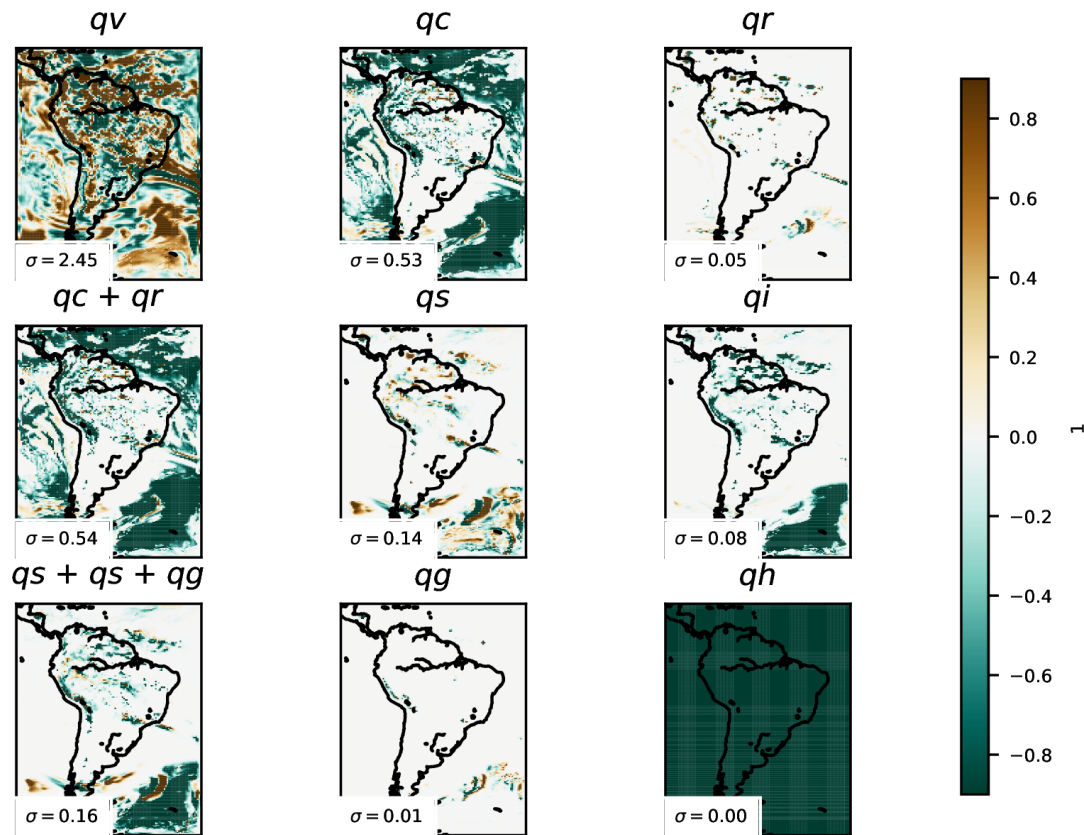 qv
qc
qr
σ = 2.45
σ = 0.53
σ = 0.05
qc + qr
qs
qi
σ = 0.54
σ = 0.14
σ = 0.08
qs + qs + qg
qg
qh
σ = 0.16
σ = 0.01
σ = 0.00
0.8
0.6
0.4
0.2
0.0
−0.2
−0.4
−0.6
−0.8
1